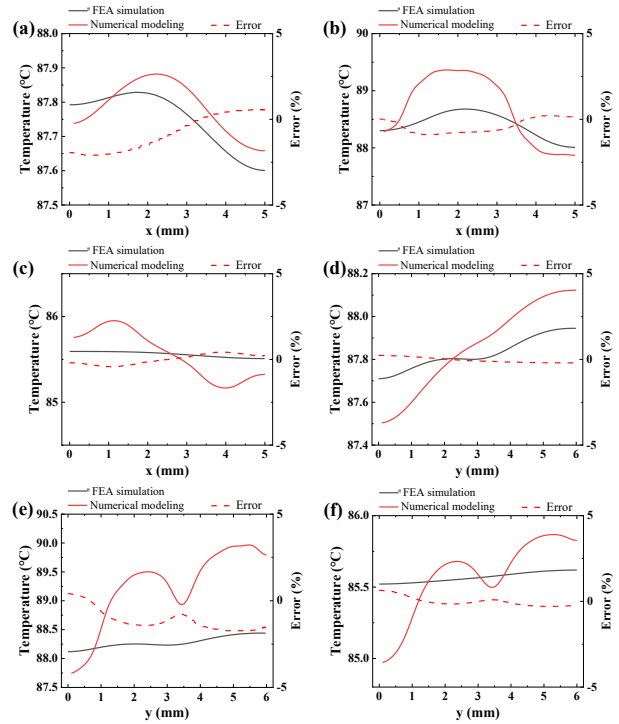 (a)
FEA simulation
Numerical modeling
Error
88.0
87.9
87.8
87.7
87.6
87.5
Temperature (℃)
5
0
-5
Error (%)
0 1 2 3 4 5
x (mm)
(b)
FEA simulation
Numerical modeling
Error
90
89
88
87
Temperature (℃)
5
0
-5
Error (%)
0 1 2 3 4 5
x (mm)
(c)
FEA simulation
Numerical modeling
Error
86
85
Temperature (℃)
5
0
-5
Error (%)
0 1 2 3 4 5
x (mm)
(d)
FEA simulation
Numerical modeling
Error
88.2
88.0
87.8
87.6
87.4
Temperature (℃)
5
0
-5
Error (%)
0 1 2 3 4 5 6
y (mm)
(e)
FEA simulation
Numerical modeling
Error
90.5
90.0
89.5
89.0
88.5
88.0
87.5
Temperature (℃)
5
0
-5
Error (%)
0 1 2 3 4 5 6
y (mm)
(f)
FEA simulation
Numerical modeling
Error
86.0
85.5
85.0
Temperature (℃)
5
0
-5
Error (%)
0 1 2 3 4 5 6
y (mm)